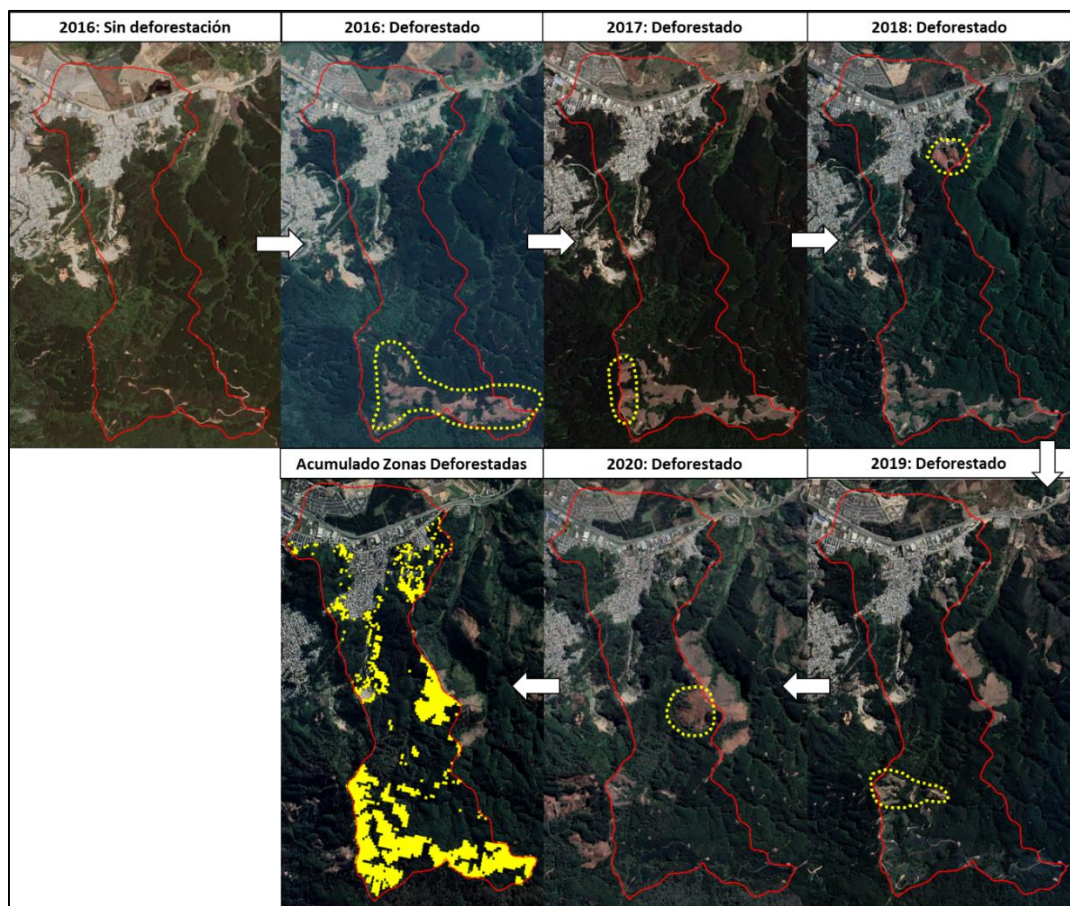 2016: Sin deforestación
2016: Deforestado
2017: Deforestado
2018: Deforestado
Acumulado Zonas Deforestadas
2020: Deforestado
2019: Deforestado